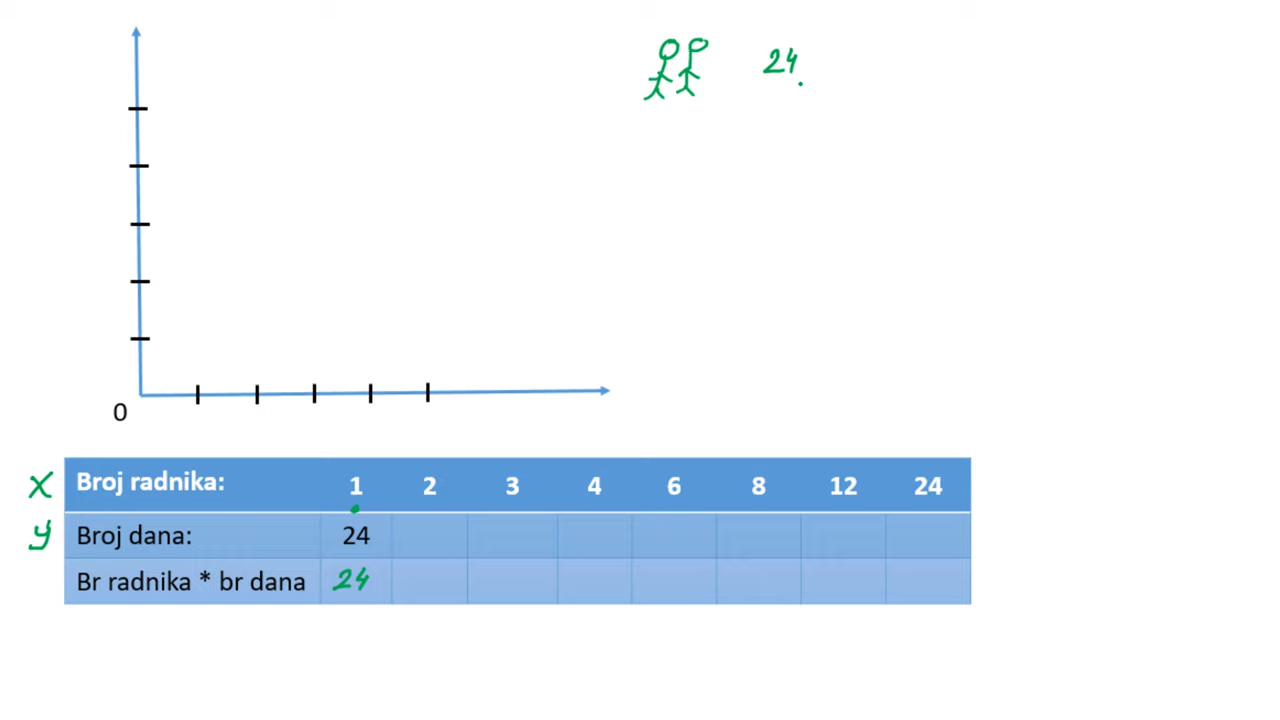 24.
0
x Broj radnika: 1 2 3 4 6 8 12 24
y Broj dana: 24
Br radnika * br dana 24